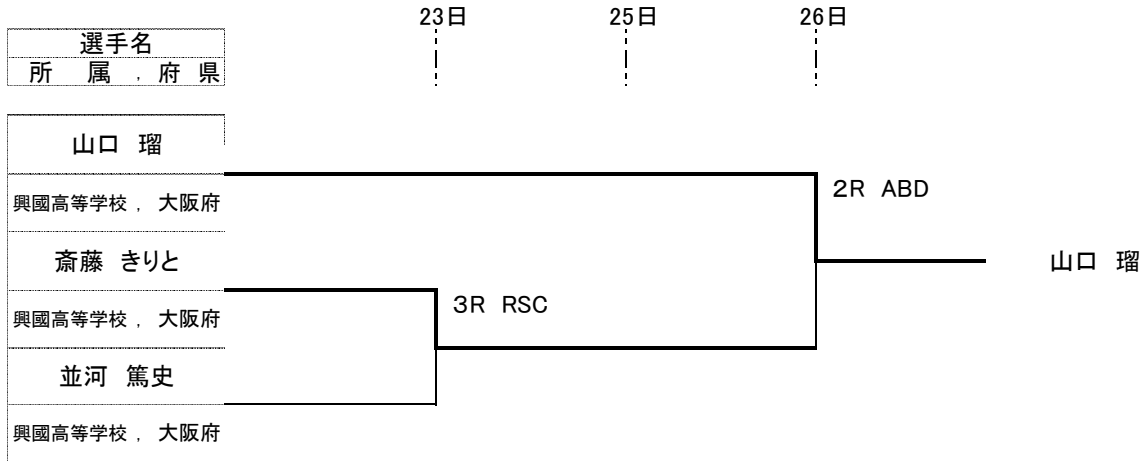 23日 25日 26日
選手名
所 属 , 府 県
山口 瑠
興國高等学校 , 大阪府
2R ABD
斎藤 きりと
山口 瑠
興國高等学校 , 大阪府
3R RSC
並河 篤史
興國高等学校 , 大阪府